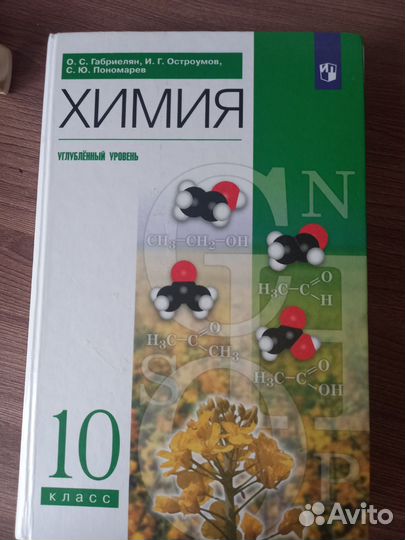 О. С. Габриелян, И. Г. Остроумов,
С. Ю. Пономарев
ХИМИЯ
УГЛУБЛЁННЫЙ УРОВЕНЬ
CH₃–CH₂–OH
H₃C–C
O
H
H₃C–C
O
CH₃
H₃C–C
O
OH
C
O
N
S
H
P
10
КЛАСС
Avito